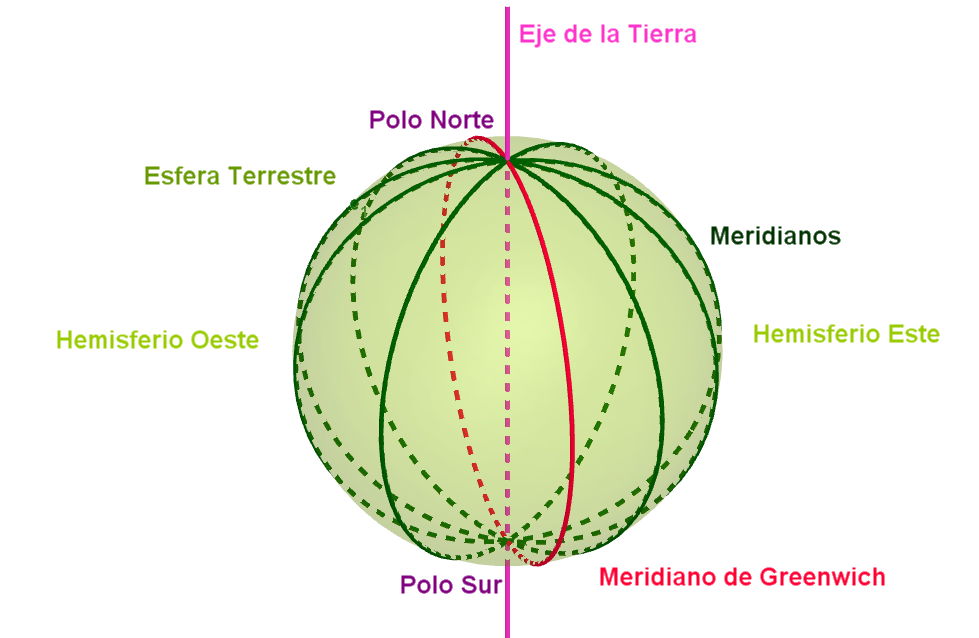 Eje de la Tierra
Polo Norte
Esfera Terrestre
Meridianos
Hemisferio Oeste
Hemisferio Este
Meridiano de Greenwich
Polo Sur